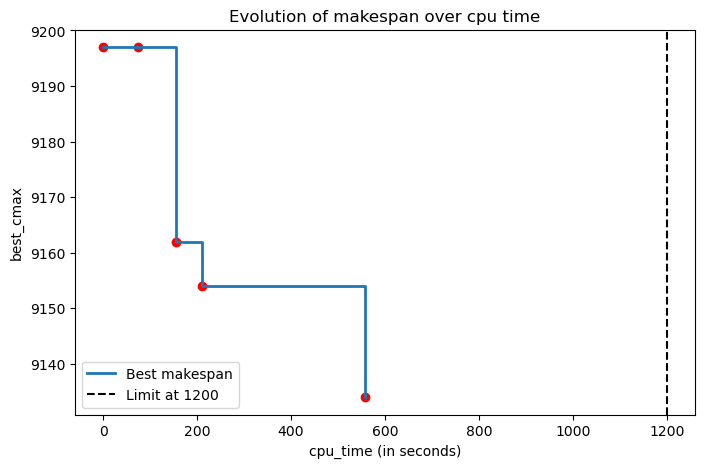 Evolution of makespan over cpu time
best_cmax
9200
9190
9180
9170
9160
9150
9140
Best makespan
Limit at 1200
0 200 400 600 800 1000 1200
cpu_time (in seconds)